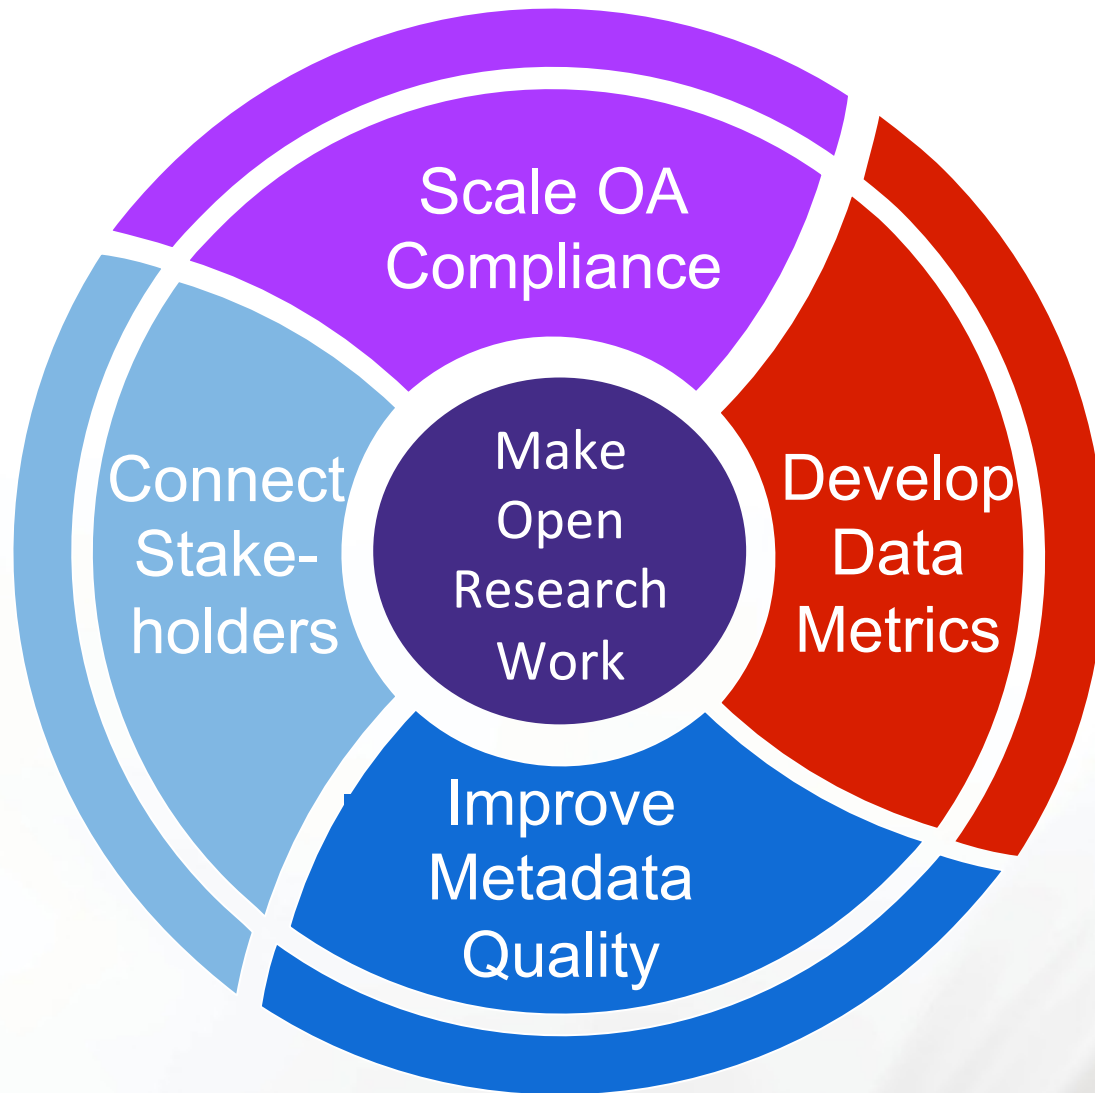 Scale OA
Compliance
Connect
Stake-
holders
Make
Open
Research
Work
Develop
Data
Metrics
Improve
Metadata
Quality